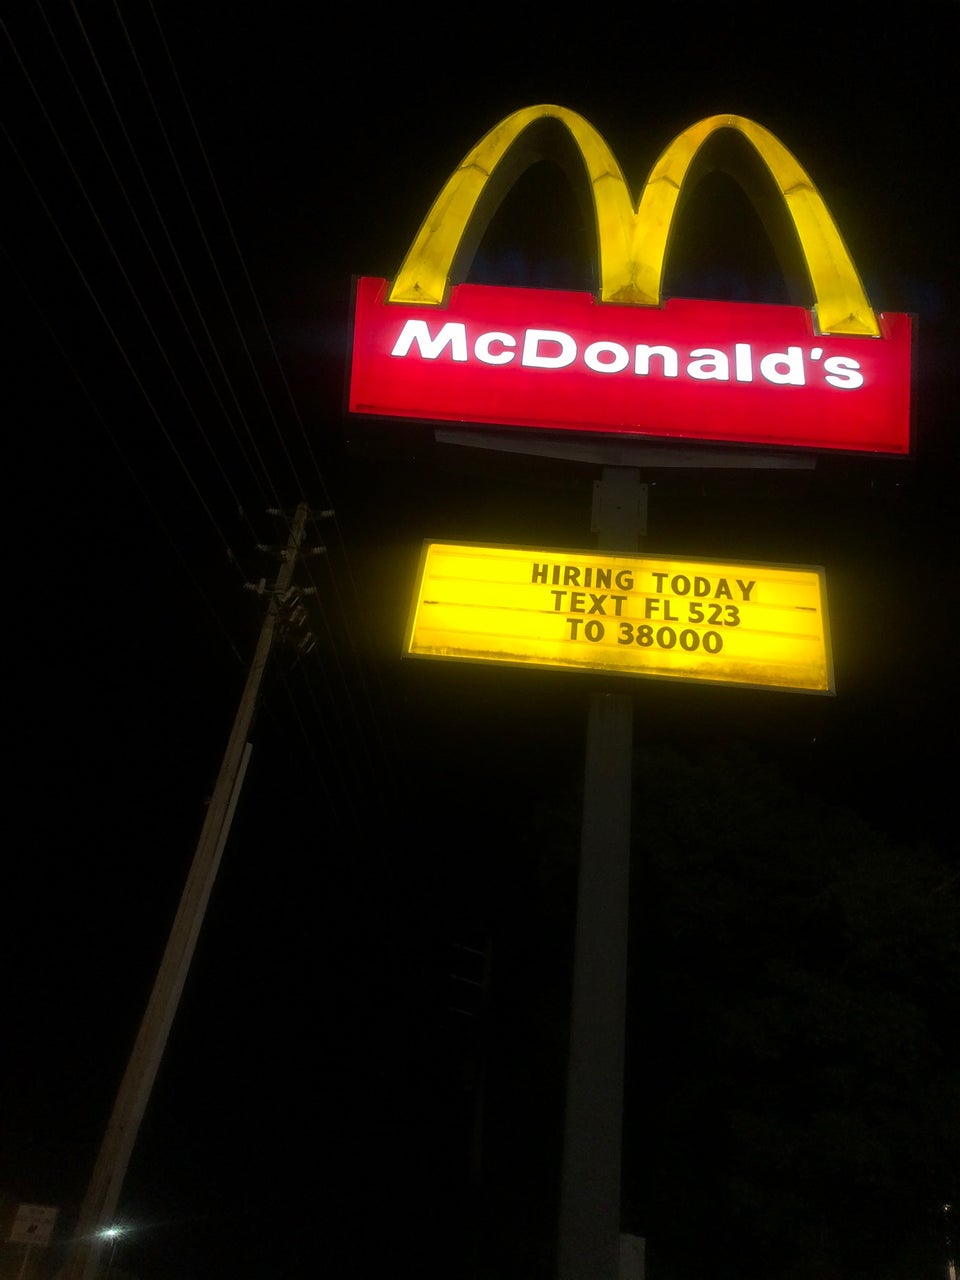 McDonald's
HIRING TODAY
TEXT FL 523
TO 38000